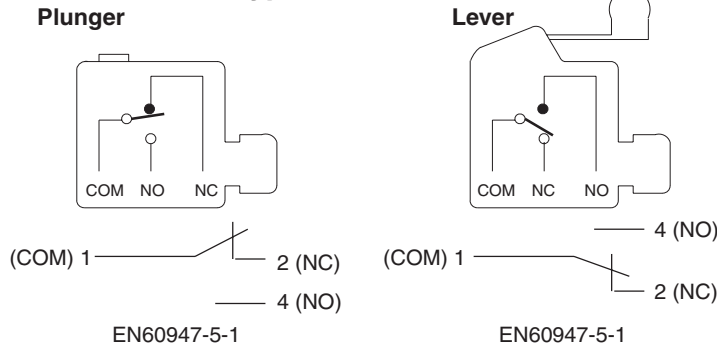 Plunger
COM NO NC
(COM) 1
2 (NC)
4 (NO)
EN60947-5-1
Lever
COM NC NO
4 (NO)
(COM) 1
2 (NC)
EN60947-5-1